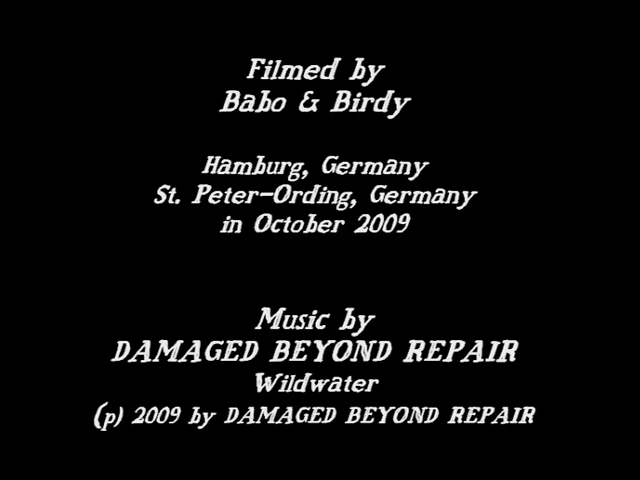 Filmed by
Babo & Birdy
Hamburg, Germany
St. Peter-Ording, Germany
in October 2009
Music by
DAMAGED BEYOND REPAIR
Wildwater
(p) 2009 by DAMAGED BEYOND REPAIR